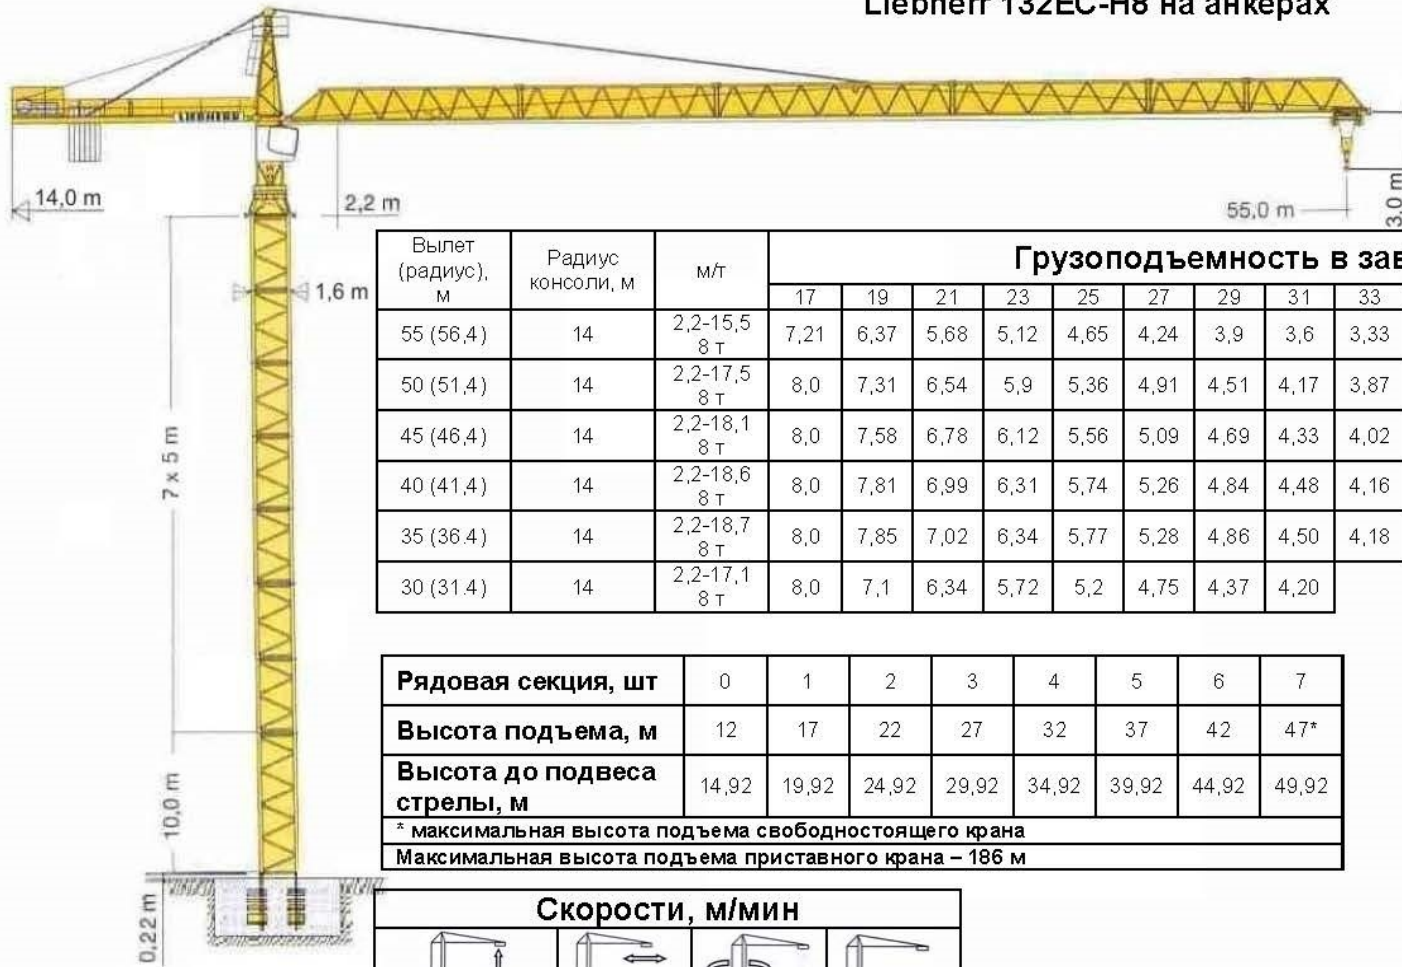 Liebherr 132EC-H8 на анкерах
LIEBHERR
14,0 m
2,2 m
55,0 m
3,0 m
1,6 m
7 x 5 m
10,0 m
0,22 m
Вылет (радиус), м Радиус консоли, м м/т Грузоподъемность в зав
17 19 21 23 25 27 29 31 33
55 (56,4) 14 2,2-15,5 8 т 7,21 6,37 5,68 5,12 4,65 4,24 3,9 3,6 3,33
50 (51,4) 14 2,2-17,5 8 т 8,0 7,31 6,54 5,9 5,36 4,91 4,51 4,17 3,87
45 (46,4) 14 2,2-18,1 8 т 8,0 7,58 6,78 6,12 5,56 5,09 4,69 4,33 4,02
40 (41,4) 14 2,2-18,6 8 т 8,0 7,81 6,99 6,31 5,74 5,26 4,84 4,48 4,16
35 (36.4) 14 2,2-18,7 8 т 8,0 7,85 7,02 6,34 5,77 5,28 4,86 4,50 4,18
30 (31.4) 14 2,2-17,1 8 т 8,0 7,1 6,34 5,72 5,2 4,75 4,37 4,20
Рядовая секция, шт 0 1 2 3 4 5 6 7
Высота подъема, м 12 17 22 27 32 37 42 47*
Высота до подвеса стрелы, м 14,92 19,92 24,92 29,92 34,92 39,92 44,92 49,92
* максимальная высота подъема свободностоящего крана
Максимальная высота подъема приставного крана – 186 м
Скорости, м/мин